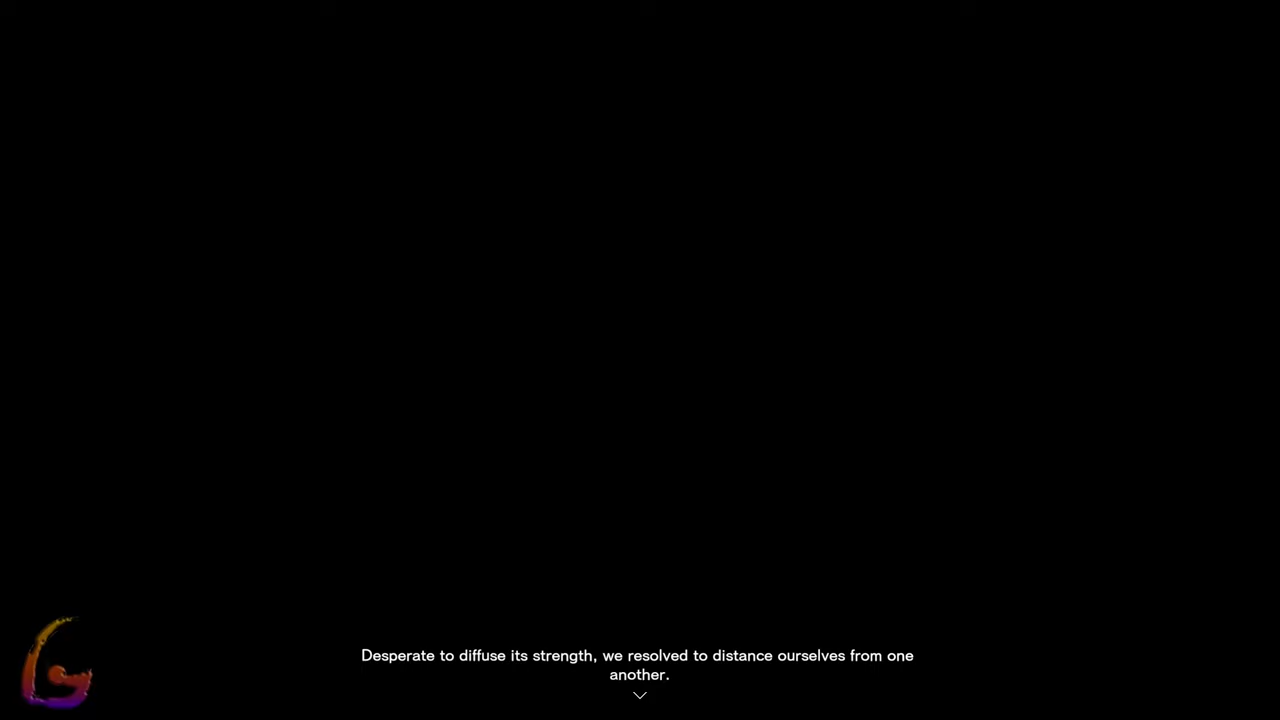 Desperate to diffuse its strength, we resolved to distance ourselves from one
another.